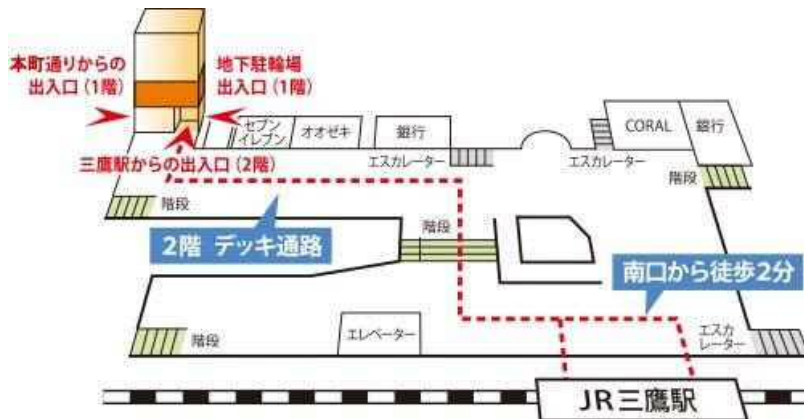 本町通りからの
出入口（1階）
地下駐輪場
出入口（1階）
三鷹駅からの出入口（2階）
セブン
イレブン
オオゼキ
銀行
エスカレーター
エスカレーター
CORAL
銀行
階段
階段
2階 デッキ通路
階段
南口から徒歩2分
階段
エレベーター
エスカ
レーター
JR三鷹駅